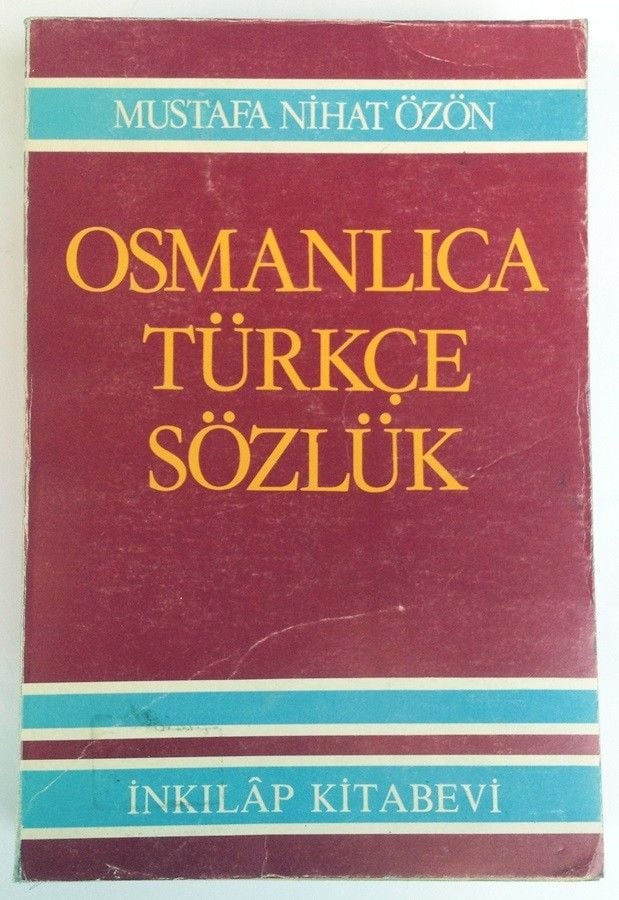 MUSTAFA NİHAT ÖZÖN
OSMANLICA
TÜRKÇE
SÖZLÜK
İNKILÂP KİTABEVİ